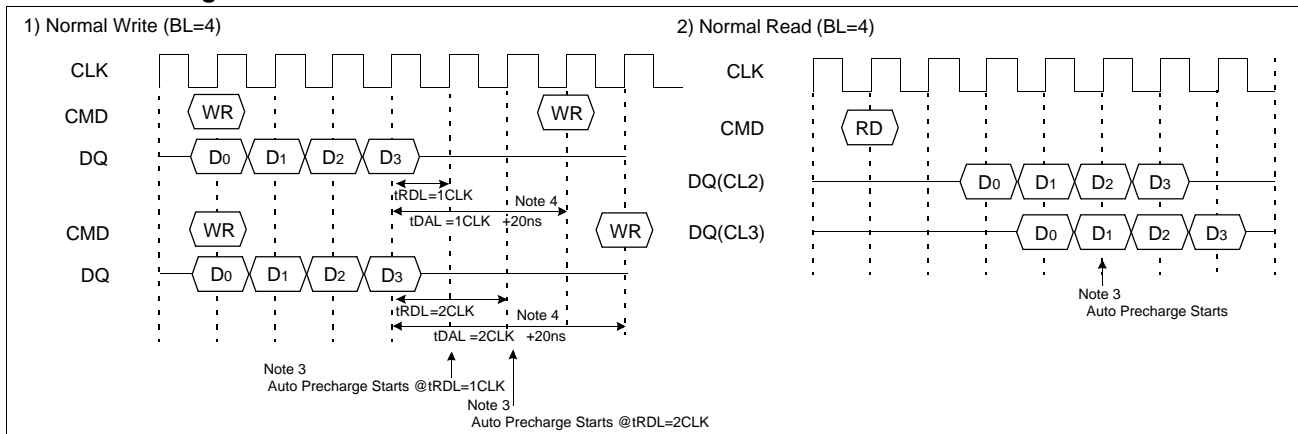 1) Normal Write (BL=4)
CLK
CMD
WR
WR
DQ
D0
D1
D2
D3
tRDL=1CLK
Note 4
tDAL =1CLK +20ns
CMD
WR
WR
DQ
D0
D1
D2
D3
tRDL=2CLK
Note 4
tDAL =2CLK +20ns
Note 3
Auto Precharge Starts @tRDL=1CLK
Note 3
Auto Precharge Starts @tRDL=2CLK
2) Normal Read (BL=4)
CLK
CMD
RD
DQ(CL2)
D0
D1
D2
D3
DQ(CL3)
D0
D1
D2
D3
Note 3
Auto Precharge Starts